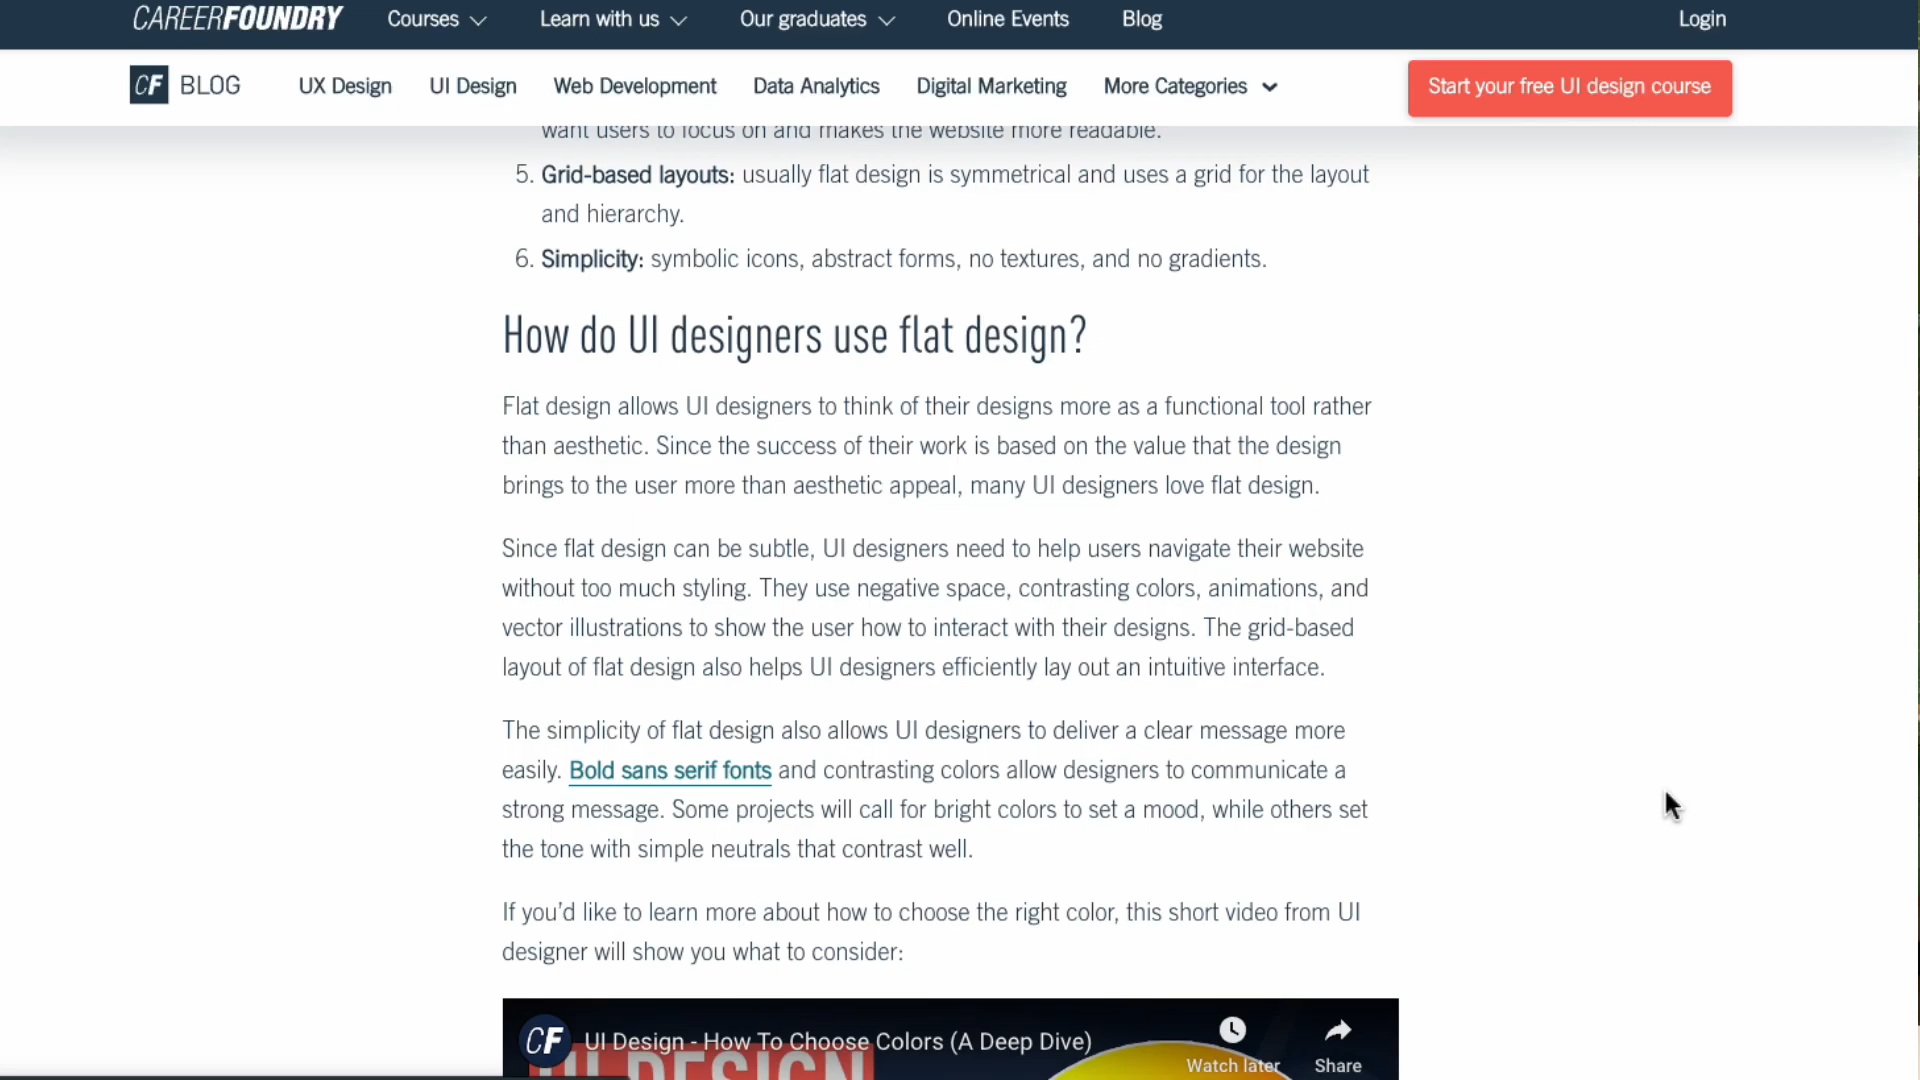 CAREERFOUNDRY Courses Learn with us Our graduates Online Events Blog Login
CF BLOG UX Design UI Design Web Development Data Analytics Digital Marketing More Categories Start your free UI design course
want users to focus on and makes the website more readable.
5. Grid-based layouts: usually flat design is symmetrical and uses a grid for the layout
and hierarchy.
6. Simplicity: symbolic icons, abstract forms, no textures, and no gradients.
How do UI designers use flat design?
Flat design allows UI designers to think of their designs more as a functional tool rather
than aesthetic. Since the success of their work is based on the value that the design
brings to the user more than aesthetic appeal, many UI designers love flat design.
Since flat design can be subtle, UI designers need to help users navigate their website
without too much styling. They use negative space, contrasting colors, animations, and
vector illustrations to show the user how to interact with their designs. The grid-based
layout of flat design also helps UI designers efficiently lay out an intuitive interface.
The simplicity of flat design also allows UI designers to deliver a clear message more
easily. Bold sans serif fonts and contrasting colors allow designers to communicate a
strong message. Some projects will call for bright colors to set a mood, while others set
the tone with simple neutrals that contrast well.
If you’d like to learn more about how to choose the right color, this short video from UI
designer will show you what to consider:
CF UI Design - How To Choose Colors (A Deep Dive)
Watch later Share
UI DESIGN